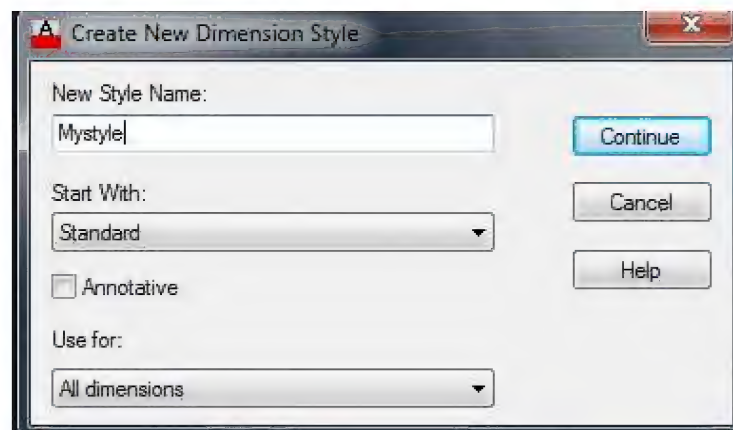 Create New Dimension Style
New Style Name:
Mystyle
Continue
Start With:
Cancel
Standard
Help
Annotative
Use for:
All dimensions